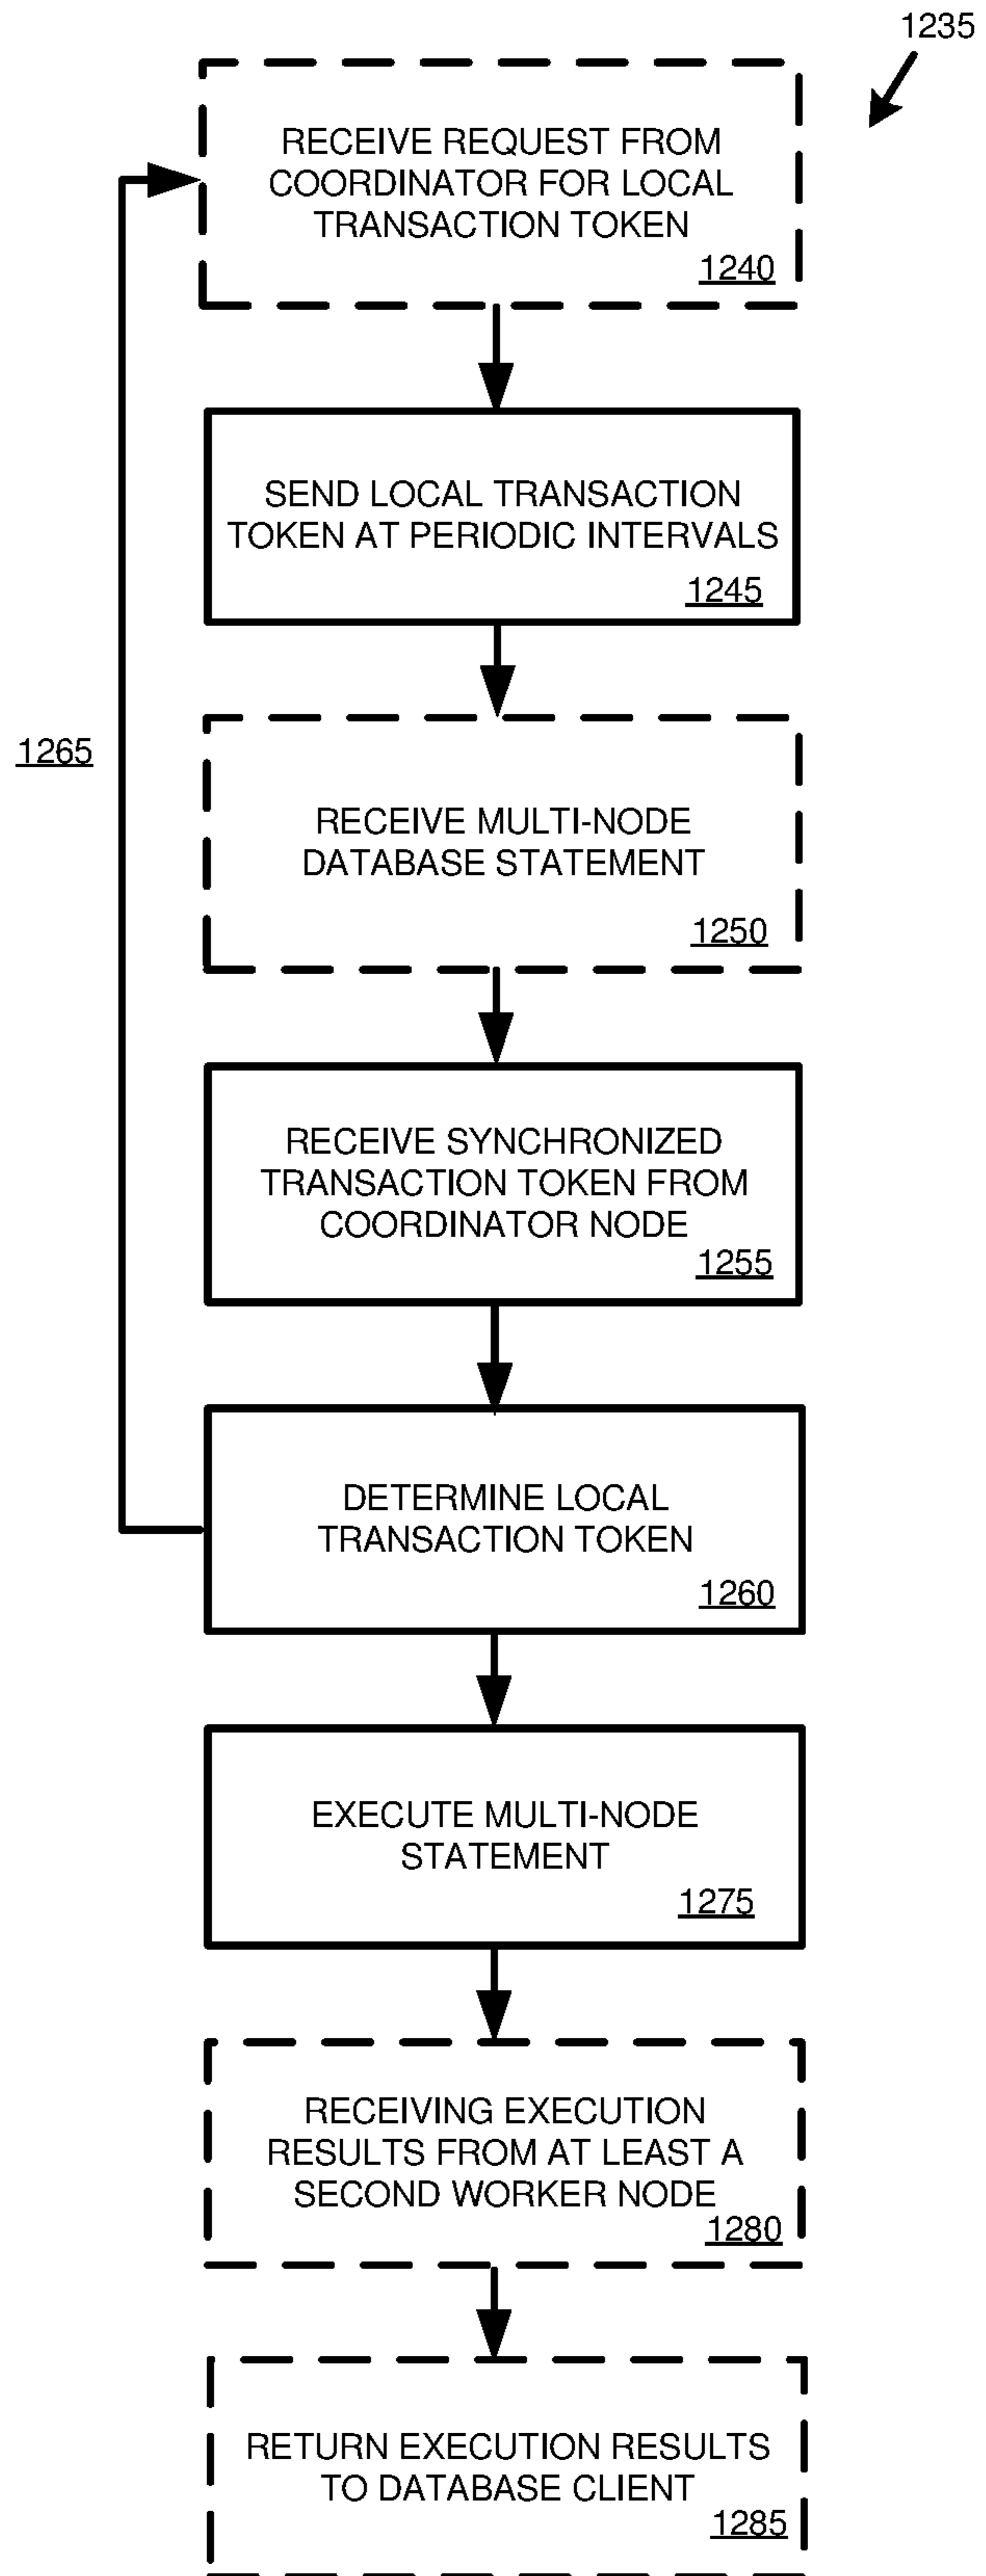 1235
RECEIVE REQUEST FROM
COORDINATOR FOR LOCAL
TRANSACTION TOKEN
1240
SEND LOCAL TRANSACTION
TOKEN AT PERIODIC INTERVALS
1245
1265
RECEIVE MULTI-NODE
DATABASE STATEMENT
1250
RECEIVE SYNCHRONIZED
TRANSACTION TOKEN FROM
COORDINATOR NODE
1255
DETERMINE LOCAL
TRANSACTION TOKEN
1260
EXECUTE MULTI-NODE
STATEMENT
1275
RECEIVING EXECUTION
RESULTS FROM AT LEAST A
SECOND WORKER NODE
1280
RETURN EXECUTION RESULTS
TO DATABASE CLIENT
1285